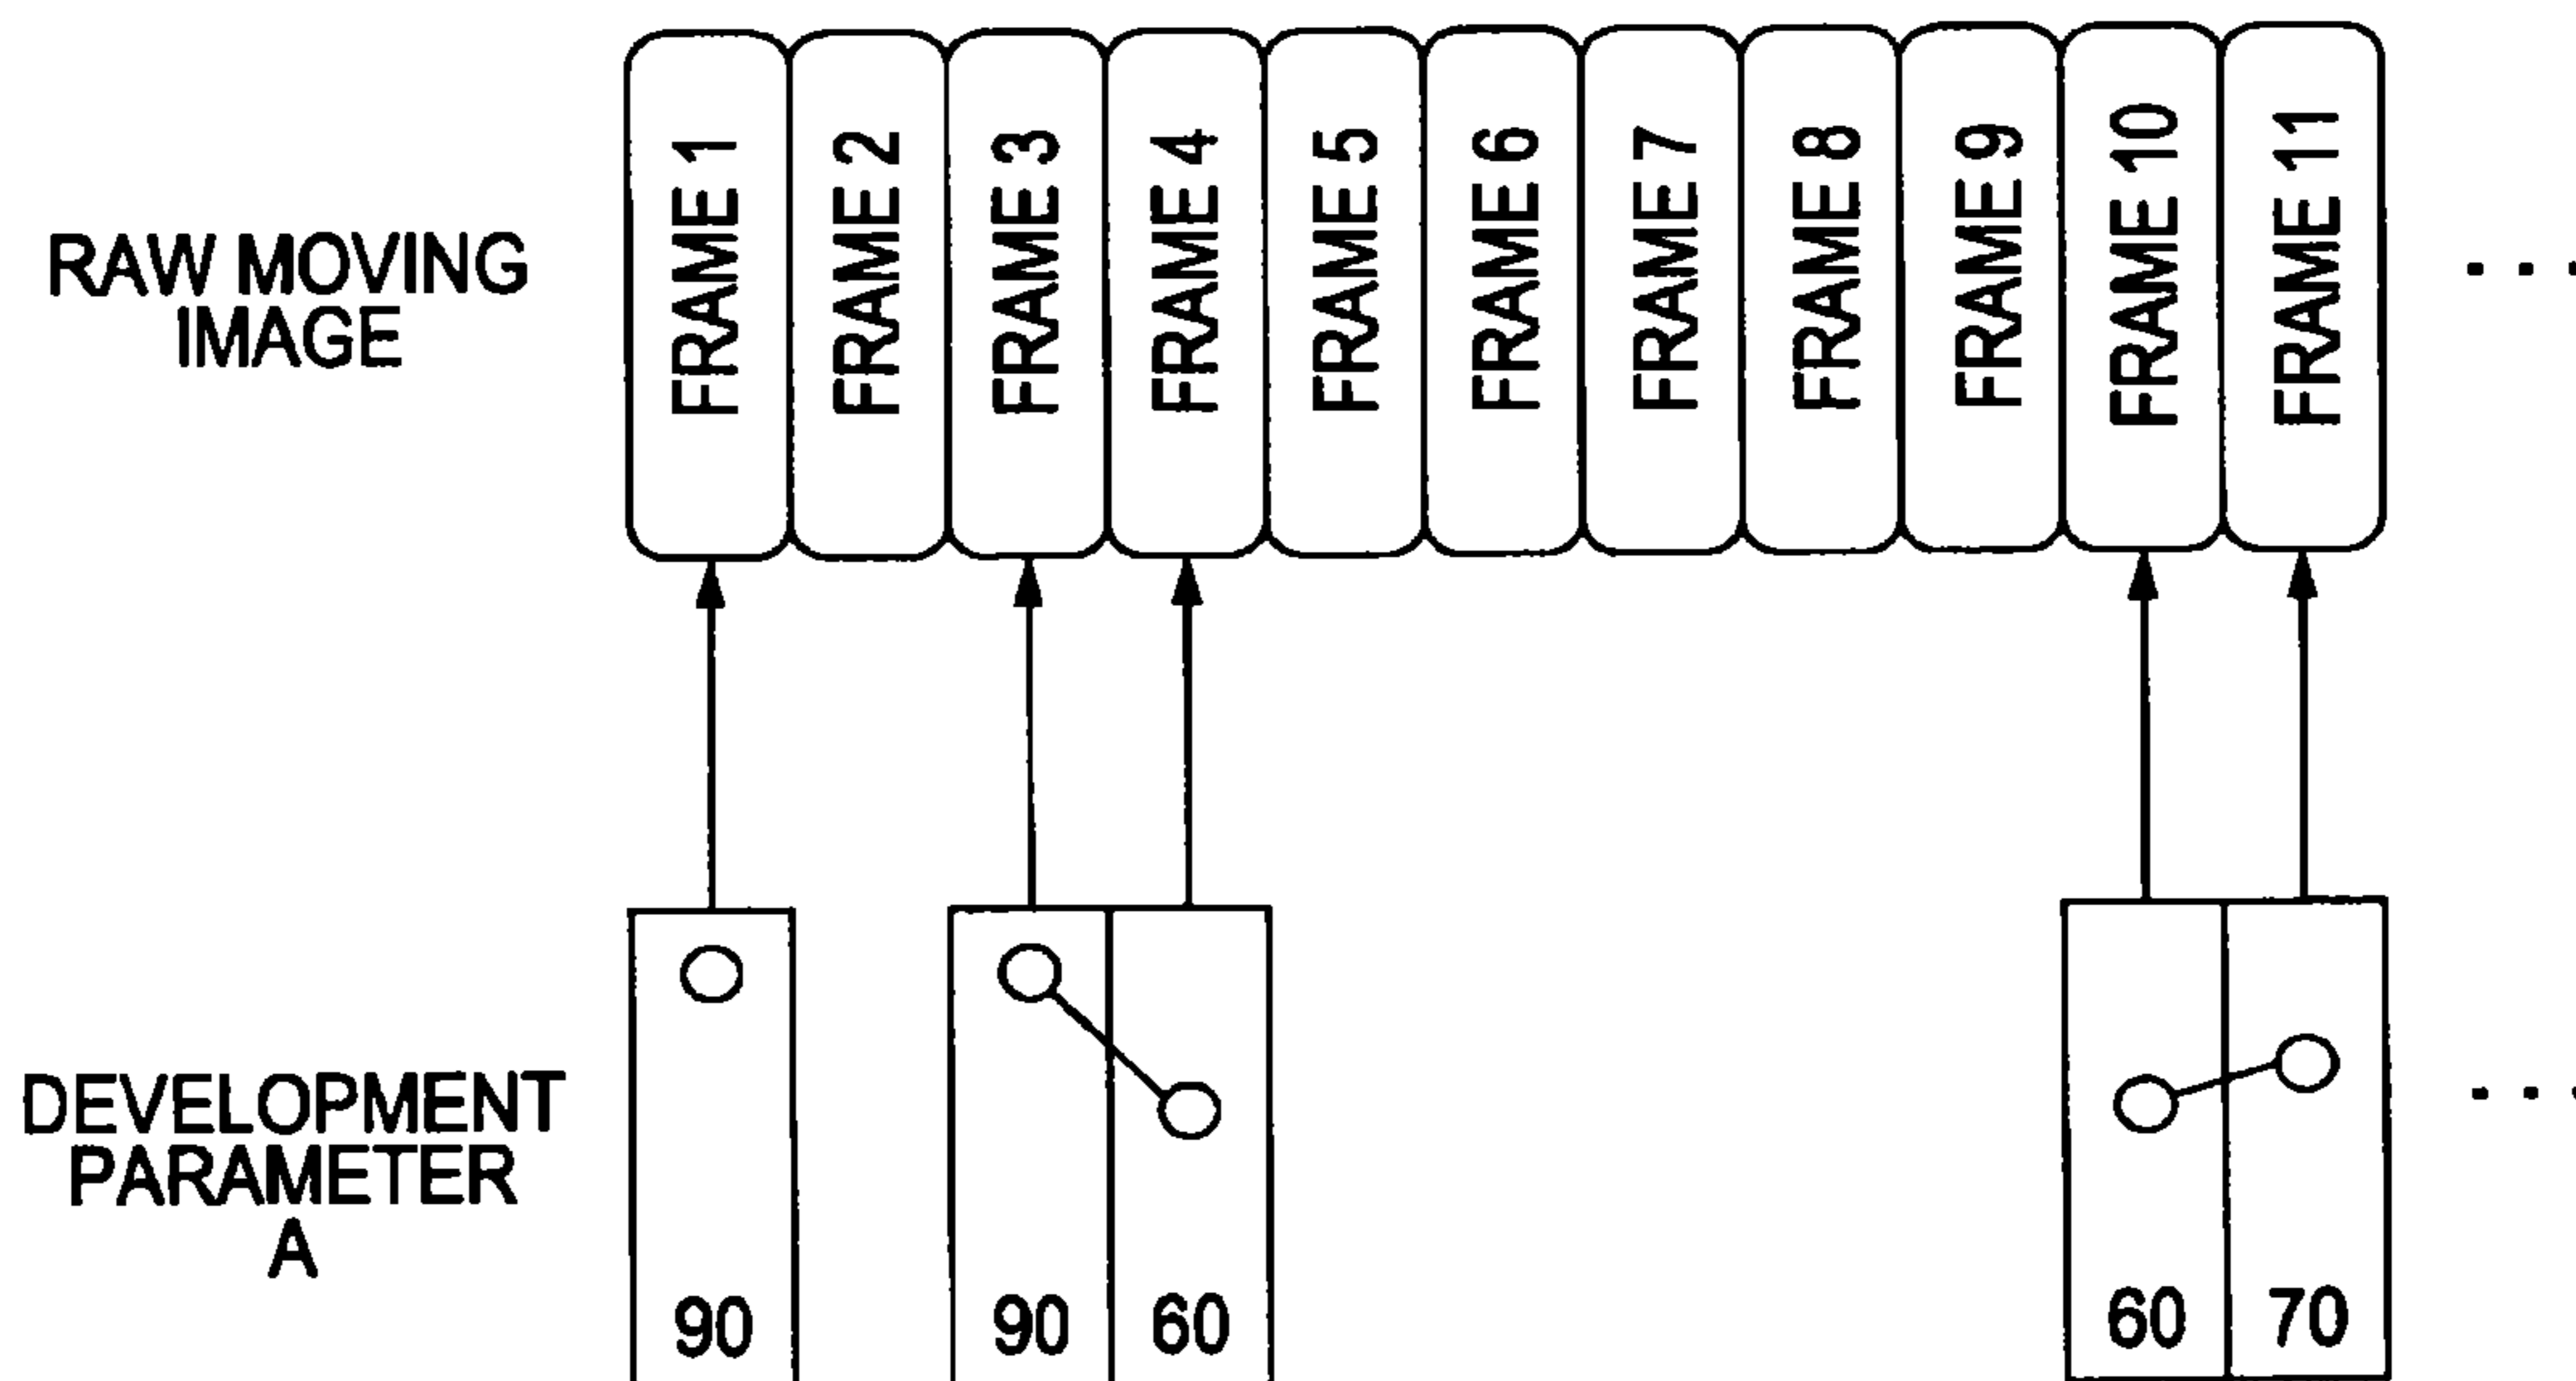 RAW MOVING
IMAGE
FRAME 1
FRAME 2
FRAME 3
FRAME 4
FRAME 5
FRAME 6
FRAME 7
FRAME 8
FRAME 9
FRAME 10
FRAME 11
. . .
DEVELOPMENT
PARAMETER
A
90
90
60
60
70
. . .